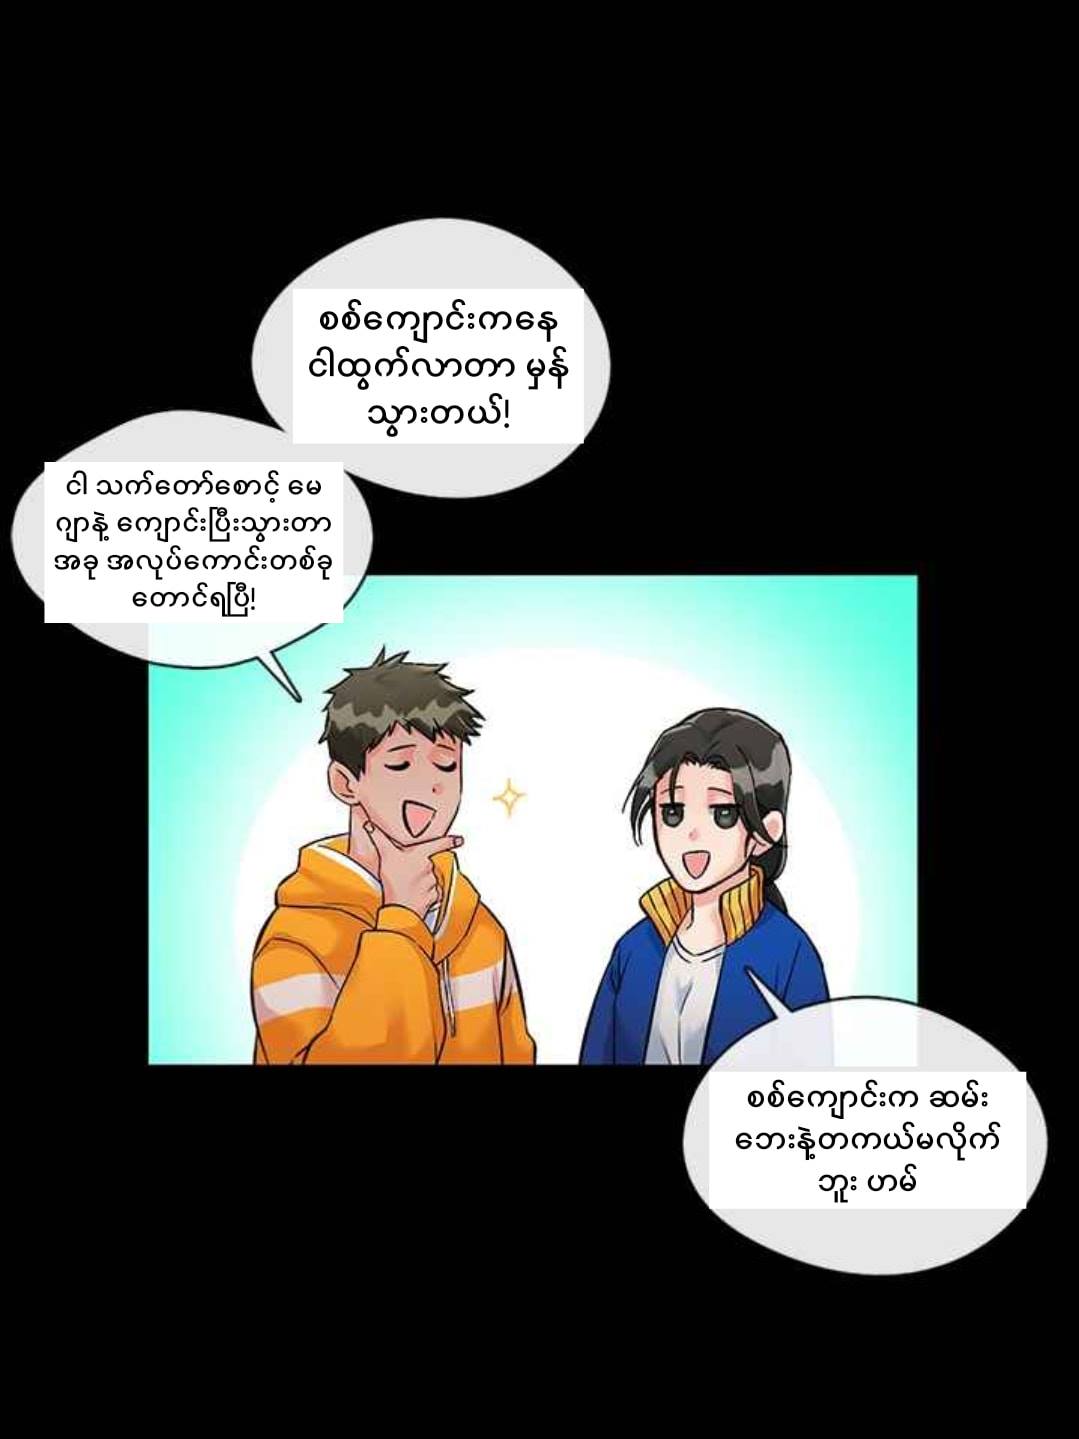 စစ်ကျောင်းကနေ
ငါထွက်လာတာ မှန်
သွားတယ်!
ငါ သက်တော်စောင့် မေ
ဂျာနဲ့ ကျောင်းပြီးသွားတာ
အခု အလုပ်ကောင်းတစ်ခု
တောင်ရပြီ!
စစ်ကျောင်းက ဆမ်း
ဘေးနဲ့တကယ်မလိုက်
ဘူး ဟမ်